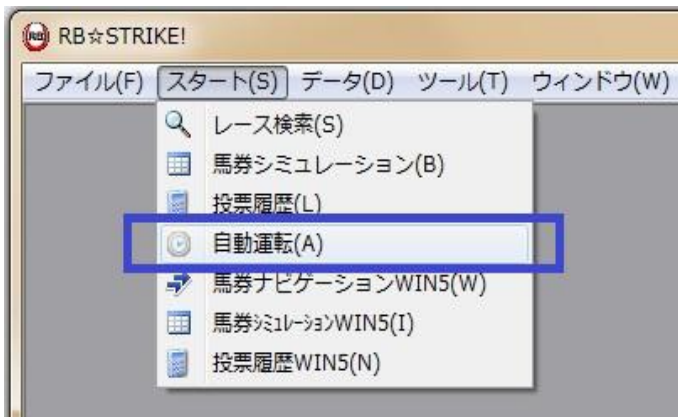 RB☆STRIKE!
ファイル(F) スタート(S) データ(D) ツール(T) ウィンドウ(W)
レース検索(S)
馬券シミュレーション(B)
投票履歴(L)
自動運転(A)
馬券ナビゲーションWIN5(W)
馬券ｼﾐｭﾚｰｼｮﾝWIN5(I)
投票履歴WIN5(N)